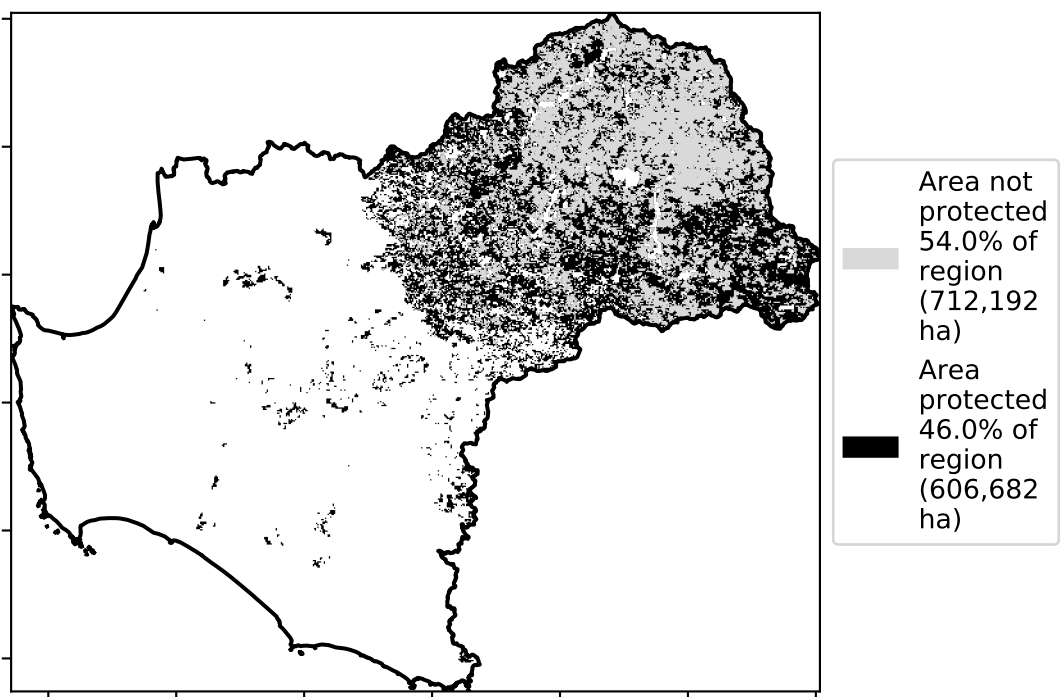 Area not
protected
54.0% of
region
(712,192
ha)
Area
protected
46.0% of
region
(606,682
ha)